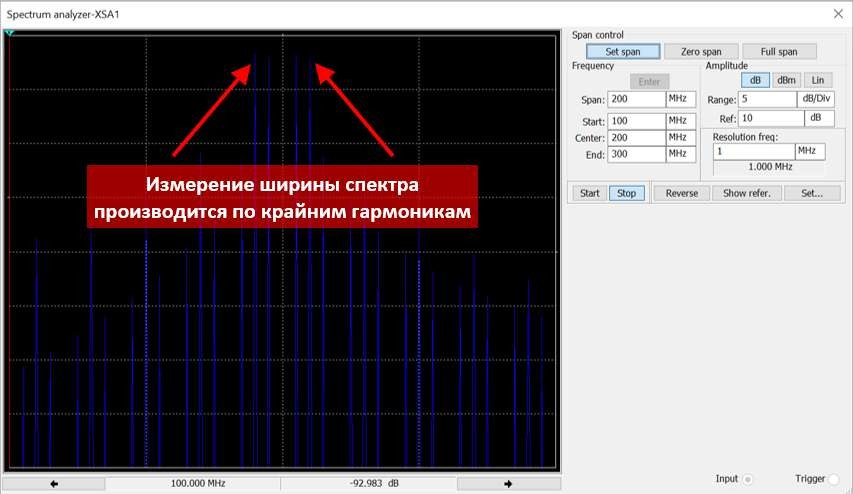 Spectrum analyzer-XSA1
Span control
Set span Zero span Full span
Frequency
Enter
Span: 200 MHz
Start: 100 MHz
Center: 200 MHz
End: 300 MHz
Amplitude
dB dBm Lin
Range: 5 dB/Div
Ref: 10 dB
Resolution freq:
1 MHz
1.000 MHz
Start Stop Reverse Show refer. Set...
Измерение ширины спектра
производится по крайним гармоникам
100.000 MHz -92.983 dB
Input Trigger